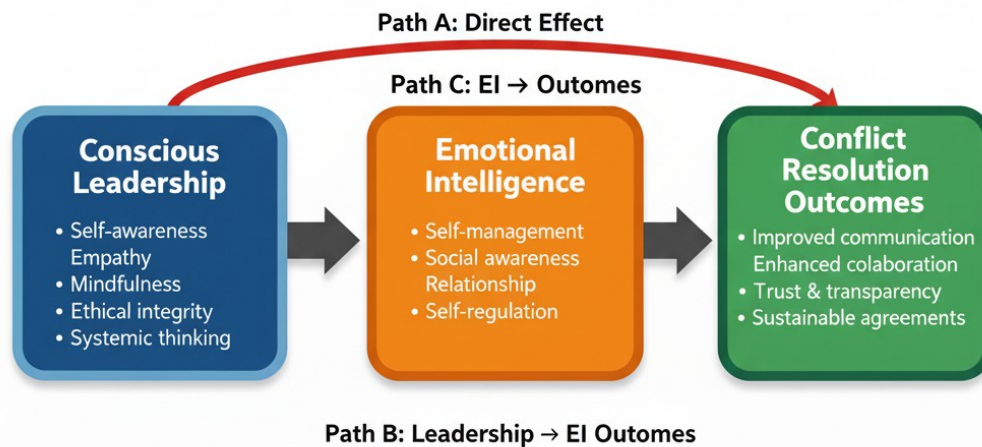 Path A: Direct Effect
Path C: EI → Outcomes
Conscious
Leadership
• Self-awareness
Empathy
• Mindfulness
• Ethical integrity
• Systemic thinking
Emotional
Intelligence
• Self-management
• Social awareness
Relationship
• Self-regulation
Conflict
Resolution
Outcomes
• Improved communication
Enhanced colaboration
• Trust & transparency
• Sustainable agreements
Path B: Leadership → EI Outcomes